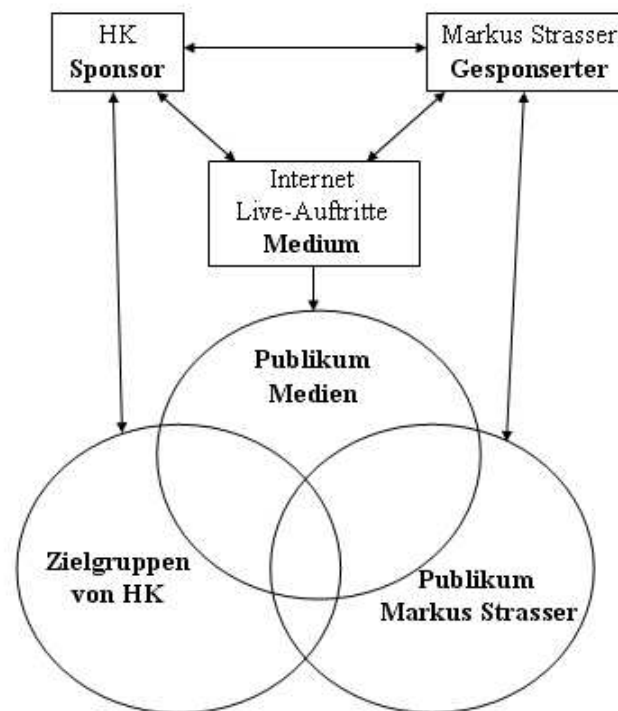 HK
Sponsor
Markus Strasser
Gesponserter
Internet
Live-Auftritte
Medium
Publikum
Medien
Zielgruppen
von HK
Publikum
Markus Strasser